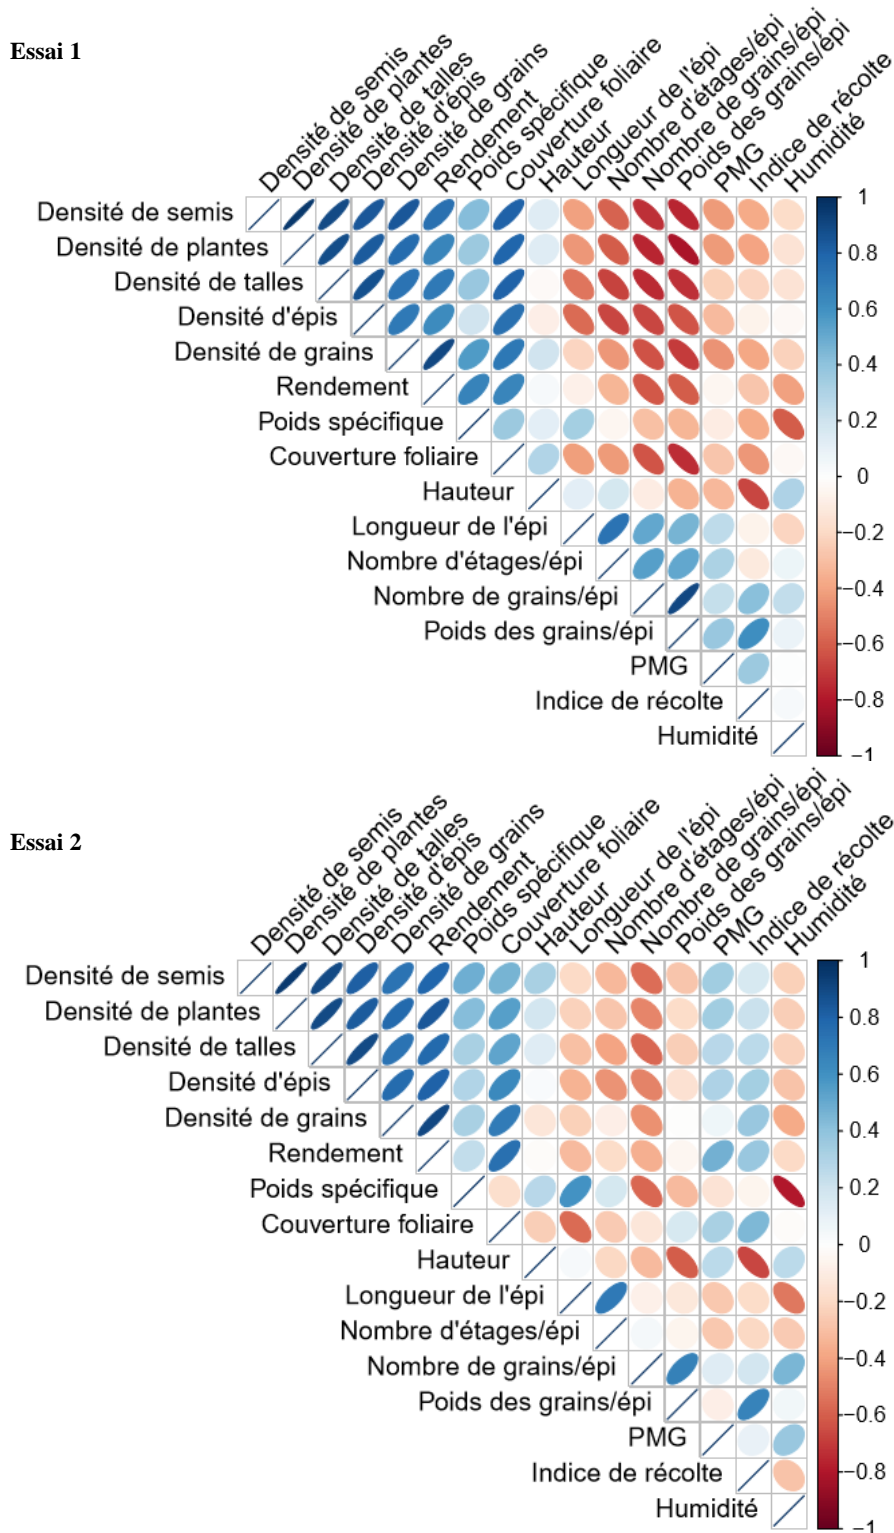 Essai 1
Densité de semis
Densité de plantes
Densité de talles
Densité d'épis
Densité de grains
Rendement
Poids spécifique
Couverture foliaire
Hauteur
Longueur de l'épi
Nombre d'étages/épi
Nombre de grains/épi
Poids des grains/épi
PMG
Indice de récolte
Humidité
Densité de semis
Densité de plantes
Densité de talles
Densité d'épis
Densité de grains
Rendement
Poids spécifique
Couverture foliaire
Hauteur
Longueur de l'épi
Nombre d'étages/épi
Nombre de grains/épi
Poids des grains/épi
PMG
Indice de récolte
Humidité
1
0.8
0.6
0.4
0.2
0
−0.2
−0.4
−0.6
−0.8
−1
Essai 2
Densité de semis
Densité de plantes
Densité de talles
Densité d'épis
Densité de grains
Rendement
Poids spécifique
Couverture foliaire
Hauteur
Longueur de l'épi
Nombre d'étages/épi
Nombre de grains/épi
Poids des grains/épi
PMG
Indice de récolte
Humidité
Densité de semis
Densité de plantes
Densité de talles
Densité d'épis
Densité de grains
Rendement
Poids spécifique
Couverture foliaire
Hauteur
Longueur de l'épi
Nombre d'étages/épi
Nombre de grains/épi
Poids des grains/épi
PMG
Indice de récolte
Humidité
1
0.8
0.6
0.4
0.2
0
−0.2
−0.4
−0.6
−0.8
−1